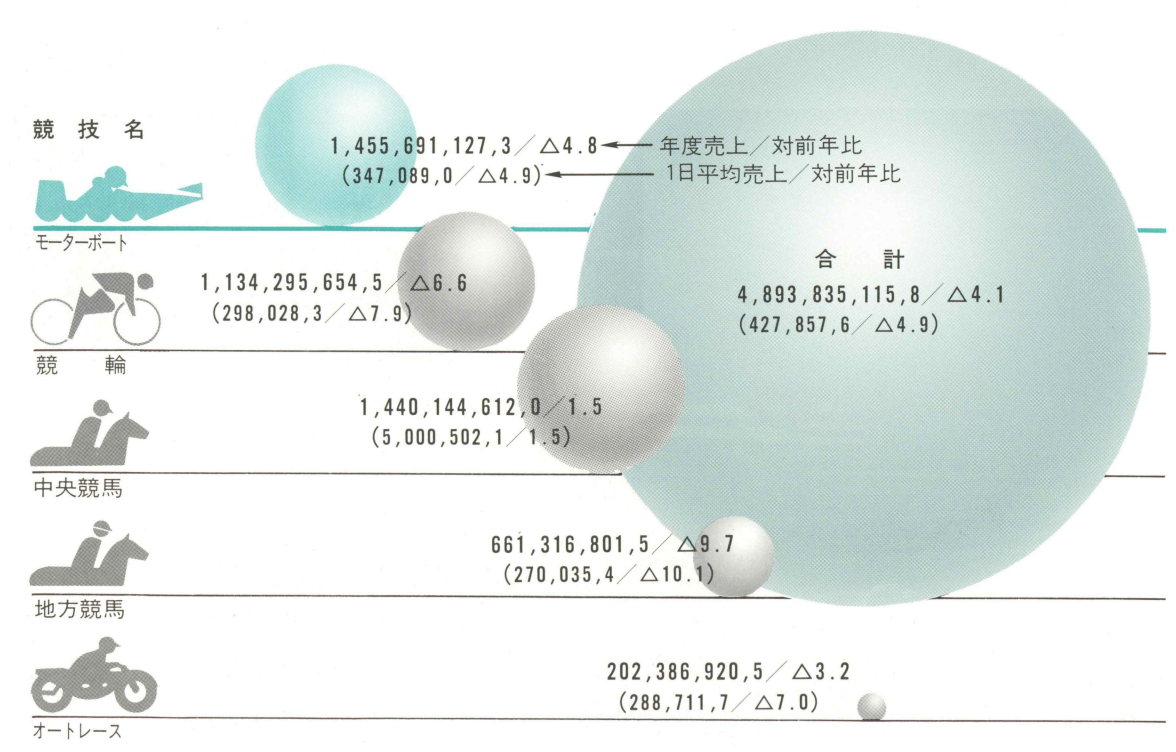 競技名
1,455,691,127,3／△4.8
年度売上／対前年比
(347,089,0／△4.9)
1日平均売上／対前年比
モーターボート
合計
4,893,835,115,8／△4.1
(427,857,6／△4.9)
1,134,295,654,5／△6.6
(298,028,3／△7.9)
競輪
1,440,144,612,0／1.5
(5,000,502,1／1.5)
中央競馬
661,316,801,5／△9.7
(270,035,4／△10.1)
地方競馬
202,386,920,5／△3.2
(288,711,7／△7.0)
オートレース